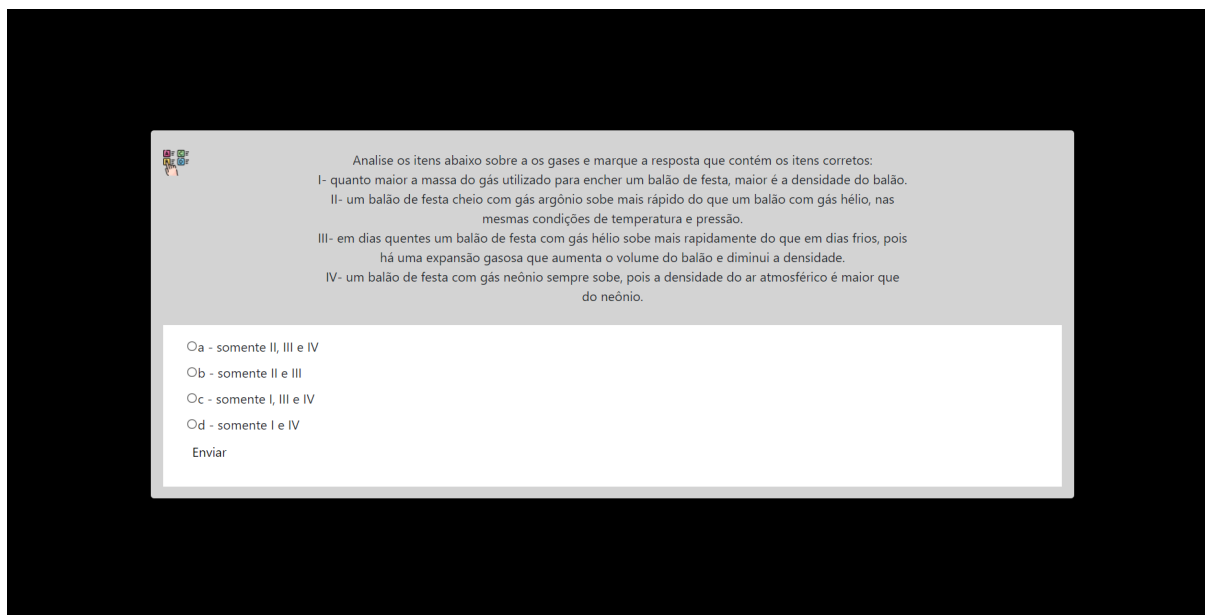 Analise os itens abaixo sobre a os gases e marque a resposta que contém os itens corretos:
I- quanto maior a massa do gás utilizado para encher um balão de festa, maior é a densidade do balão.
II- um balão de festa cheio com gás argônio sobe mais rápido do que um balão com gás hélio, nas
mesmas condições de temperatura e pressão.
III- em dias quentes um balão de festa com gás hélio sobe mais rapidamente do que em dias frios, pois
há uma expansão gasosa que aumenta o volume do balão e diminui a densidade.
IV- um balão de festa com gás neônio sempre sobe, pois a densidade do ar atmosférico é maior que
do neônio.
a - somente II, III e IV
b - somente II e III
c - somente I, III e IV
d - somente I e IV
Enviar